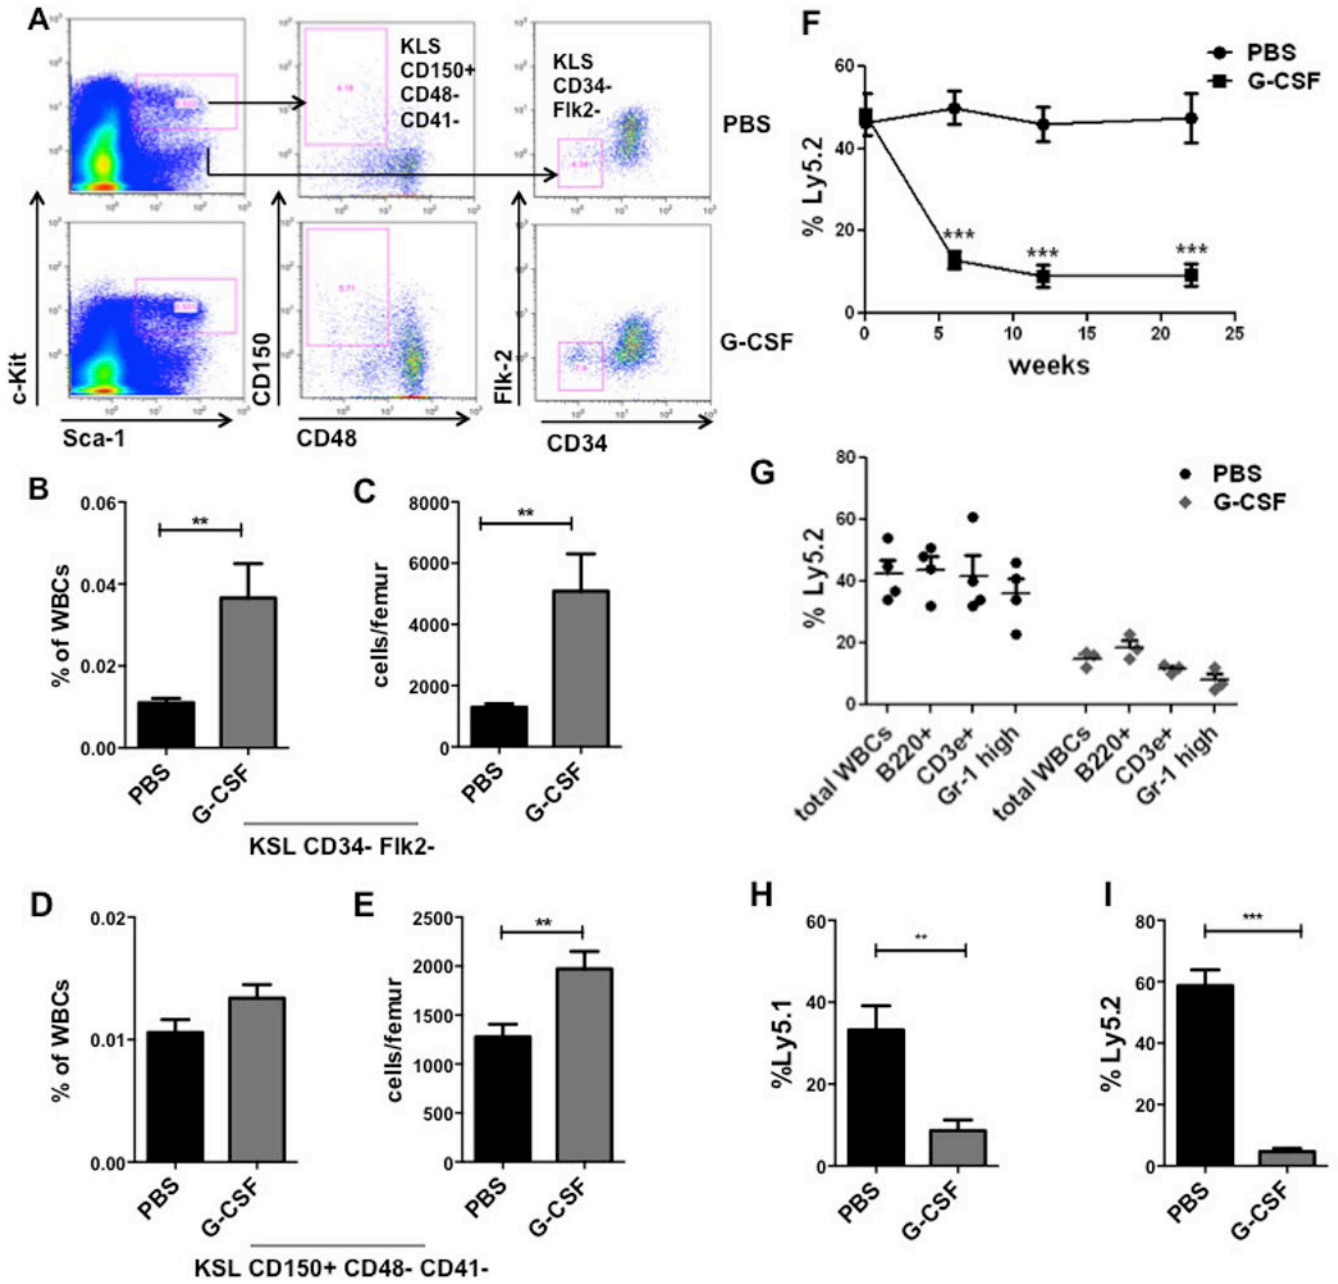 A
KLS
CD150+
CD48-
CD41-
KLS
CD34-
Flk2-
PBS
G-CSF
c-Kit
Sca-1
CD150
CD48
Flk-2
CD34
B
0.06
0.04
0.02
0.00
% of WBCs
**
PBS
G-CSF
C
8000
6000
4000
2000
0
cells/femur
**
PBS
G-CSF
KSL CD34- Flk2-
D
0.02
0.01
0.00
% of WBCs
PBS
G-CSF
E
2500
2000
1500
1000
500
0
cells/femur
**
PBS
G-CSF
KSL CD150+ CD48- CD41-
F
PBS
G-CSF
60
40
20
0
% Ly5.2
***
***
***
0 5 10 15 20 25
weeks
G
PBS
G-CSF
80
60
40
20
0
% Ly5.2
total WBCs
B220+
CD3e+
Gr-1 high
total WBCs
B220+
CD3e+
Gr-1 high
H
60
40
20
0
%Ly5.1
**
PBS
G-CSF
I
80
60
40
20
0
% Ly5.2
***
PBS
G-CSF